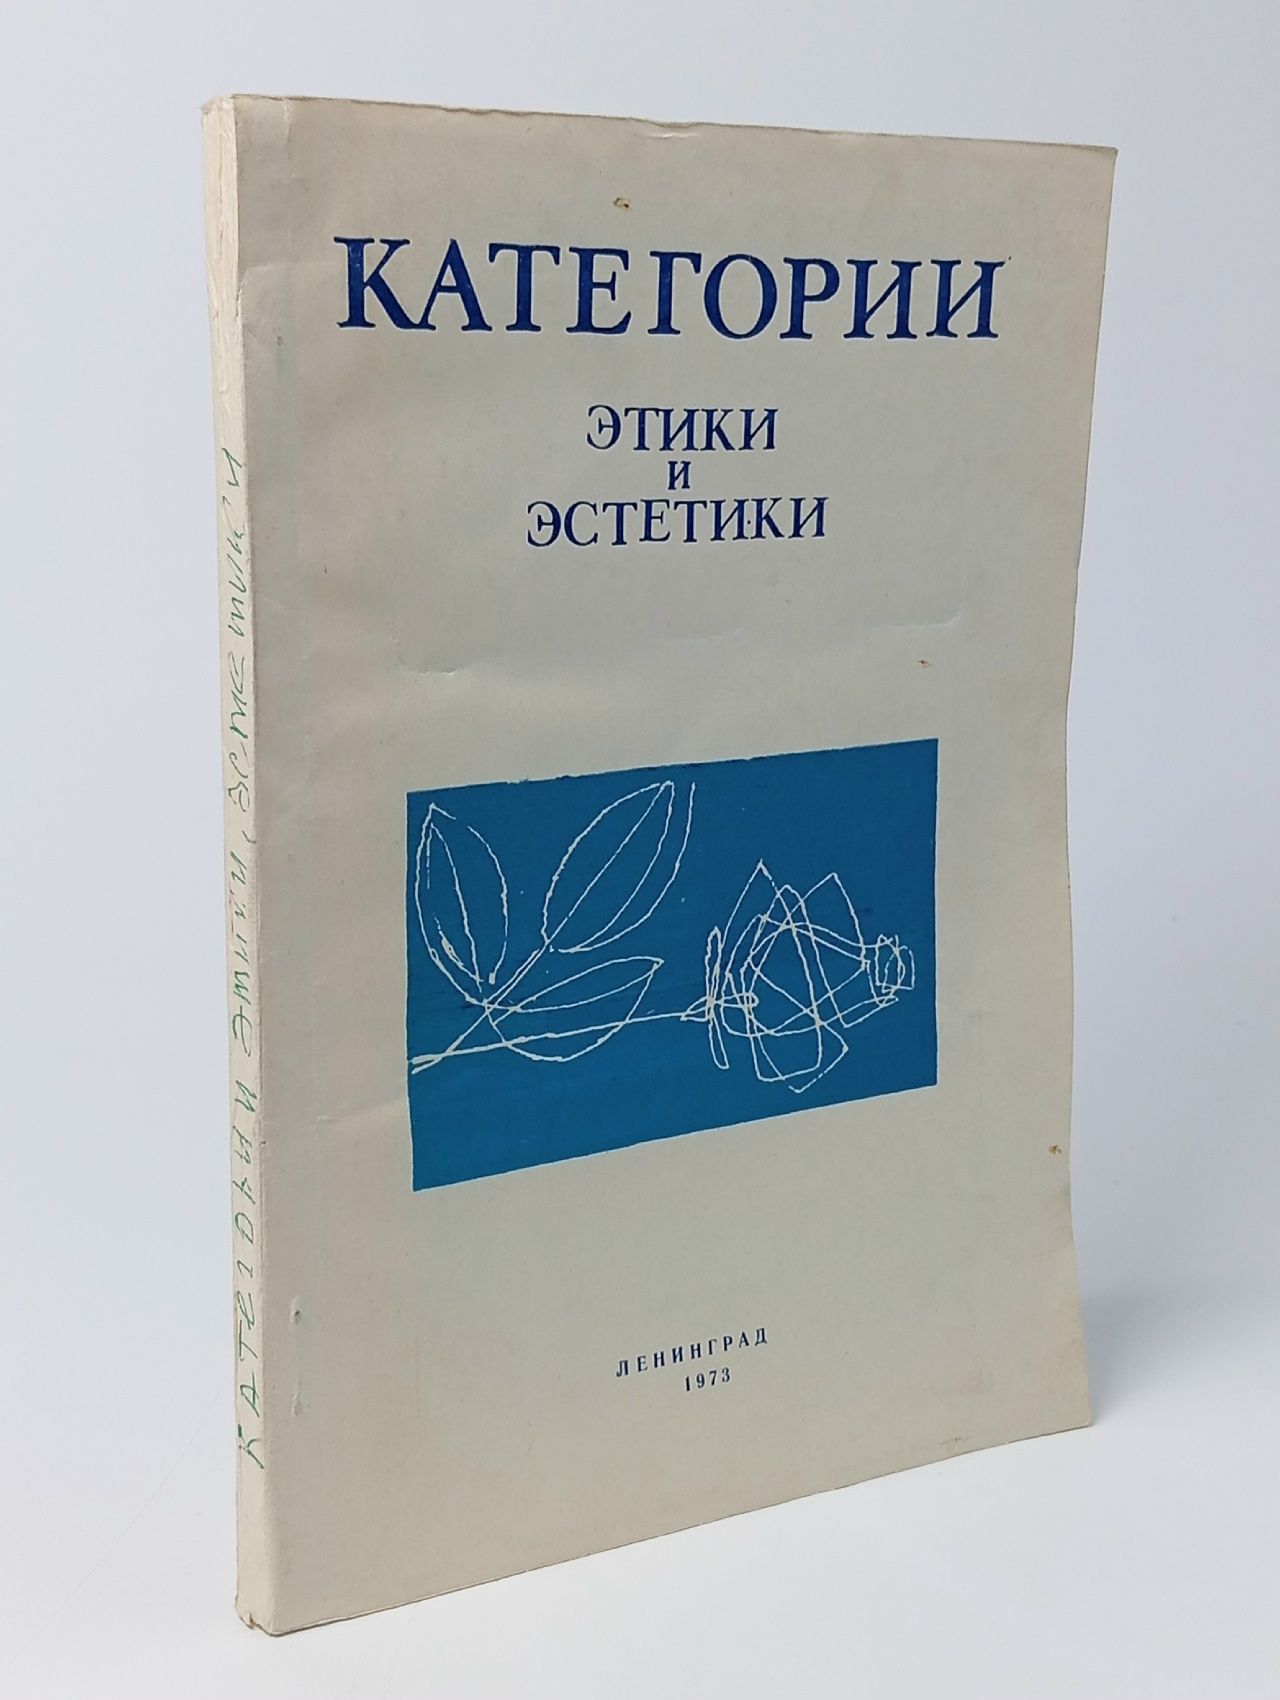 КАТЕГОРИИ
ЭТИКИ
И
ЭСТЕТИКИ
ЛЕНИНГРАД
1973
КАТЕГОРИИ ЭТИКИ, ЭСТЕТИКИ